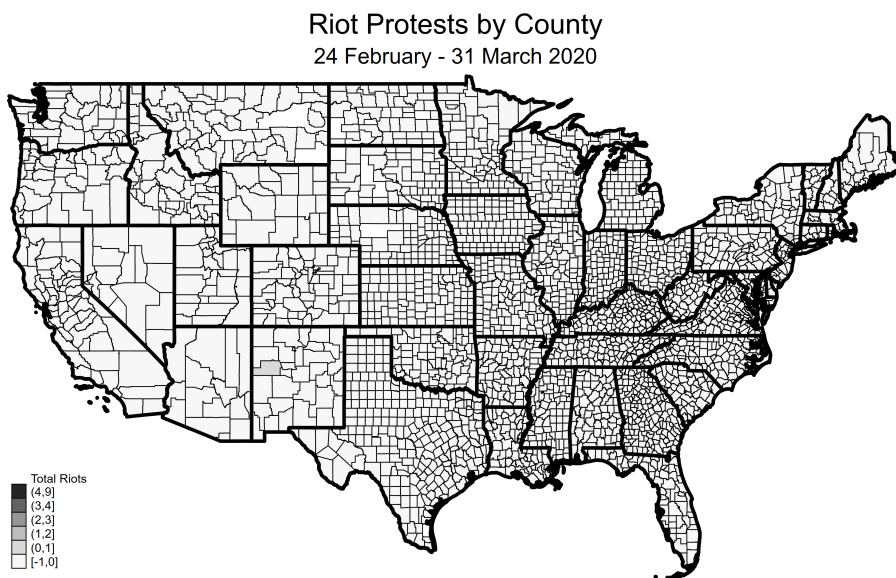 Riot Protests by County
24 February - 31 March 2020
Total Riots
(4,9]
(3,4]
(2,3]
(1,2]
(0,1]
[-1,0]